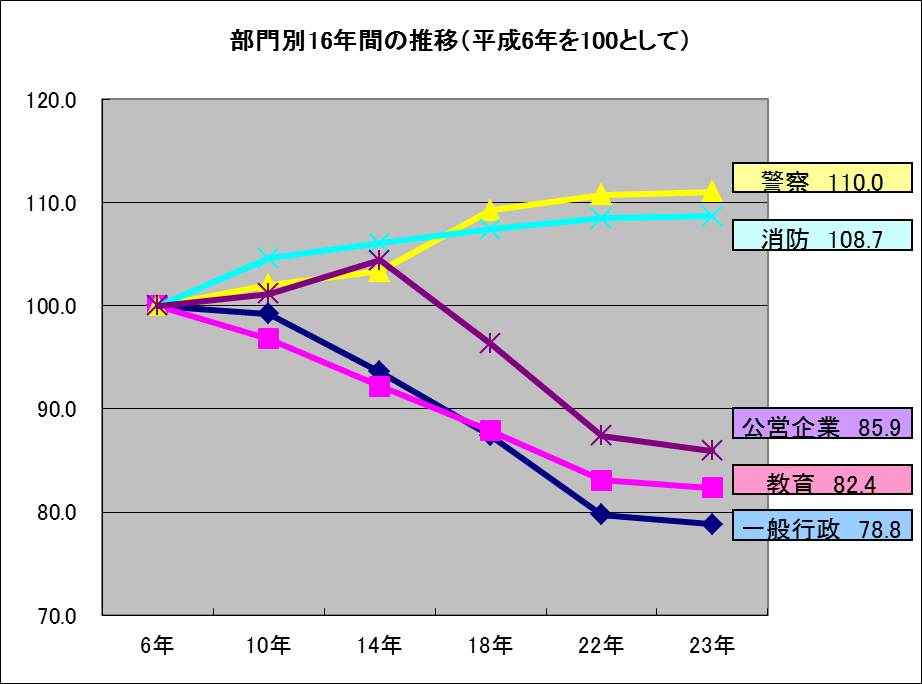 部門別16年間の推移（平成6年を100として）
120.0
110.0
100.0
90.0
80.0
70.0
6年 10年 14年 18年 22年 23年
警察 110.0
消防 108.7
公営企業 85.9
教育 82.4
一般行政 78.8